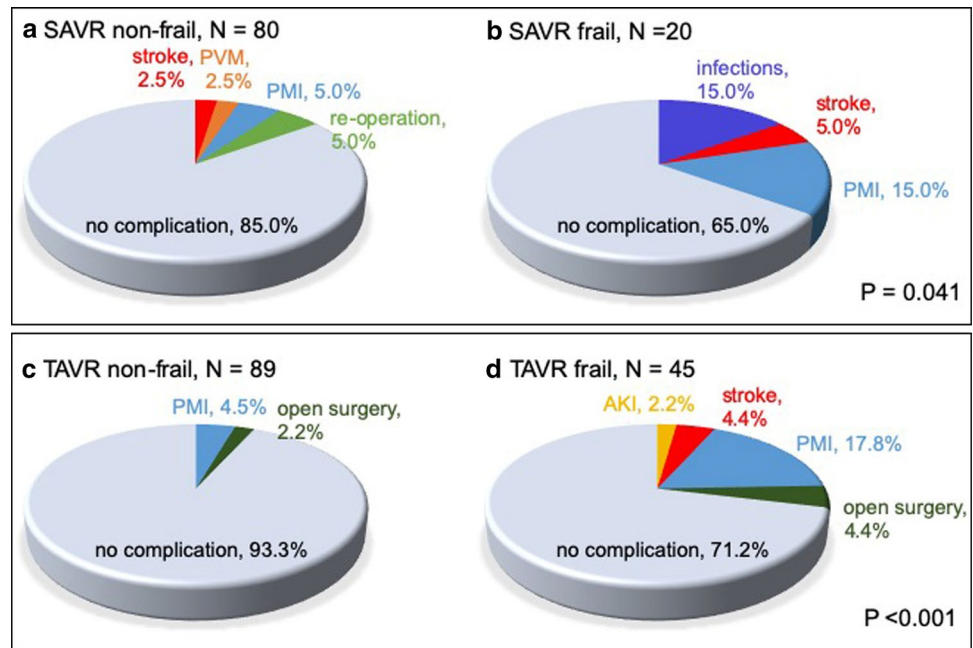 a SAVR non-frail, N = 80
stroke, PVM,
2.5% 2.5%
PMI, 5.0%
re-operation,
5.0%
no complication, 85.0%
b SAVR frail, N =20
infections,
15.0%
stroke,
5.0%
PMI, 15.0%
no complication, 65.0%
P = 0.041
c TAVR non-frail, N = 89
PMI, 4.5%
open surgery,
2.2%
no complication, 93.3%
d TAVR frail, N = 45
AKI, 2.2%
stroke,
4.4%
PMI, 17.8%
open surgery,
4.4%
no complication, 71.2%
P <0.001